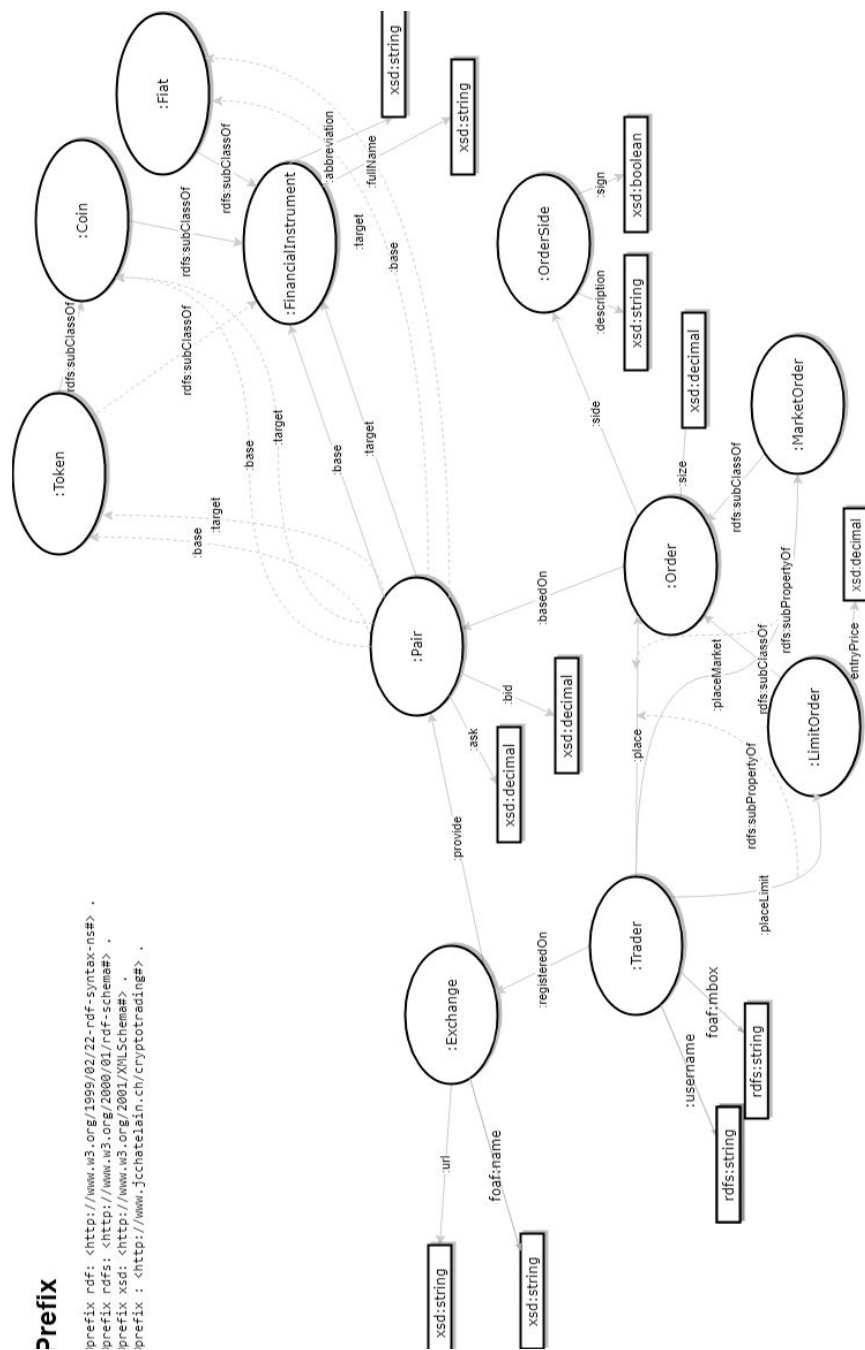 Prefix
@prefix rdf: <http://www.w3.org/1999/02/22-rdf-syntax-ns#> .
@prefix rdfs: <http://www.w3.org/2000/01/rdf-schema#> .
@prefix xsd: <http://www.w3.org/2001/XMLSchema#> .
@prefix : <http://www.jcchatelain.ch/cryptotrading#> .
:Token
rdfs:subClassOf
:Coin
:Fiat
:base
:target
rdfs:subClassOf
rdfs:subClassOf
rdfs:subClassOf
:base
:target
:FinancialInstrument
:abbreviation
xsd:string
:fullName
xsd:string
:base
:target
:target
:base
:Pair
:provide
:ask
xsd:decimal
:bid
xsd:decimal
:Exchange
:url
xsd:string
foaf:name
xsd:string
:registeredOn
:basedOn
:side
:OrderSide
:description
xsd:string
:sign
xsd:boolean
:Trader
:place
:Order
:size
xsd:decimal
:username
rdfs:string
foaf:mbox
rdfs:string
:placeMarket
rdfs:subClassOf
:MarketOrder
rdfs:subPropertyOf
rdfs:subClassOf
rdfs:subPropertyOf
:placeLimit
:LimitOrder
entryPrice
xsd:decimal